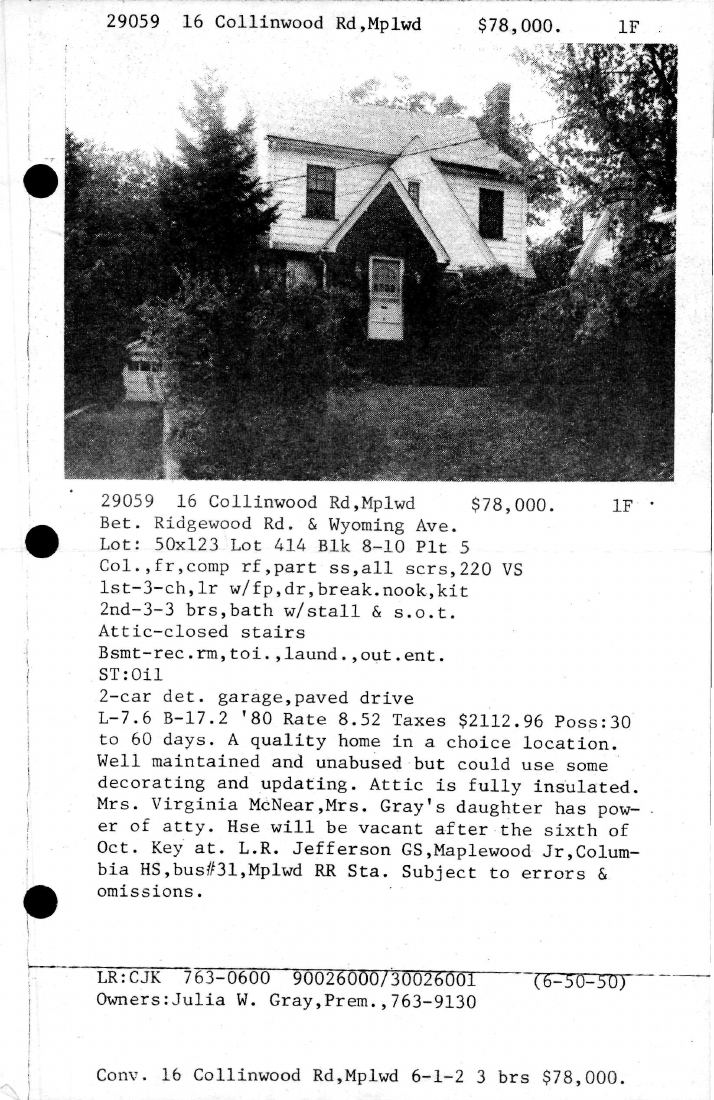 29059 16 Collinwood Rd,Mplwd $78,000. 1F
29059 16 Collinwood Rd,Mplwd $78,000. 1F
Bet. Ridgewood Rd. & Wyoming Ave.
Lot: 50x123 Lot 414 Blk 8-10 Plt 5
Col.,fr,comp rf,part ss,all scrs,220 VS
1st-3-ch,lr w/fp,dr,break.nook,kit
2nd-3-3 brs,bath w/stall & s.o.t.
Attic-closed stairs
Bsmt-rec.rm,toi.,laund.,out.ent.
ST:Oil
2-car det. garage,paved drive
L-7.6 B-17.2 '80 Rate 8.52 Taxes $2112.96 Poss:30
to 60 days. A quality home in a choice location.
Well maintained and unabused but could use some
decorating and updating. Attic is fully insulated.
Mrs. Virginia McNear,Mrs. Gray's daughter has pow-
er of atty. Hse will be vacant after the sixth of
Oct. Key at. L.R. Jefferson GS,Maplewood Jr,Colum-
bia HS,bus#31,Mplwd RR Sta. Subject to errors &
omissions.
LR:CJK 763-0600 90026000/30026001 (6-50-50)
Owners:Julia W. Gray,Prem.,763-9130
Conv. 16 Collinwood Rd,Mplwd 6-1-2 3 brs $78,000.